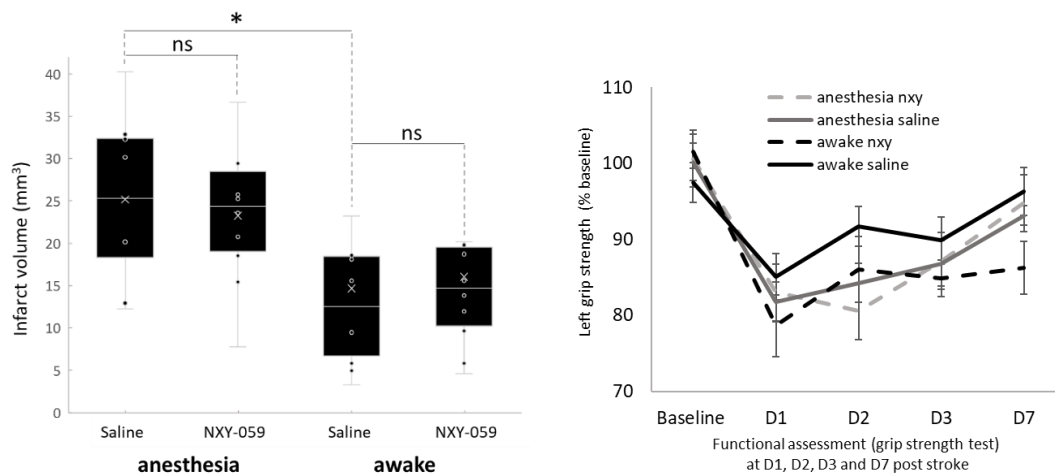 *
ns
ns
Infarct volume (mm³)
40
35
30
25
20
15
10
5
0
Saline
NXY-059
Saline
NXY-059
anesthesia
awake
anesthesia nxy
anesthesia saline
awake nxy
awake saline
Left grip strength (% baseline)
110
100
90
80
70
Baseline
D1
D2
D3
D7
Functional assessment (grip strength test)
at D1, D2, D3 and D7 post stroke